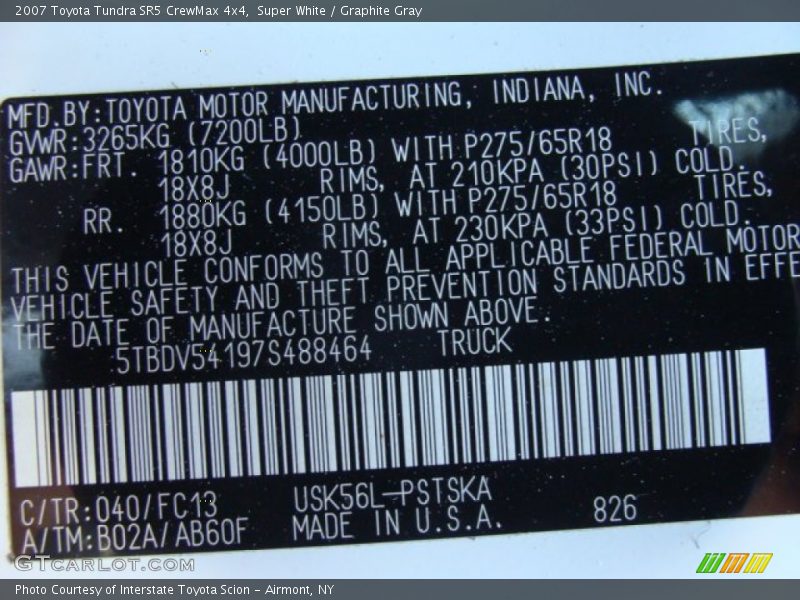 2007 Toyota Tundra SR5 CrewMax 4x4, Super White / Graphite Gray
MFD.BY:TOYOTA MOTOR MANUFACTURING, INDIANA, INC.
GVWR:3265KG (7200LB)
GAWR:FRT. 1810KG (4000LB) WITH P275/65R18 TIRES,
18X8J RIMS, AT 210KPA (30PSI) COLD.
RR. 1880KG (4150LB) WITH P275/65R18 TIRES,
18X8J RIMS, AT 230KPA (33PSI) COLD.
THIS VEHICLE CONFORMS TO ALL APPLICABLE FEDERAL MOTOR
VEHICLE SAFETY AND THEFT PREVENTION STANDARDS IN EFFE
THE DATE OF MANUFACTURE SHOWN ABOVE.
5TBDV54197S488464 TRUCK
C/TR:040/FC13 USK56L-PSTSKA
A/TM:B02A/AB60F MADE IN U.S.A. 826
GTCARLOT.COM
Photo Courtesy of Interstate Toyota Scion - Airmont, NY